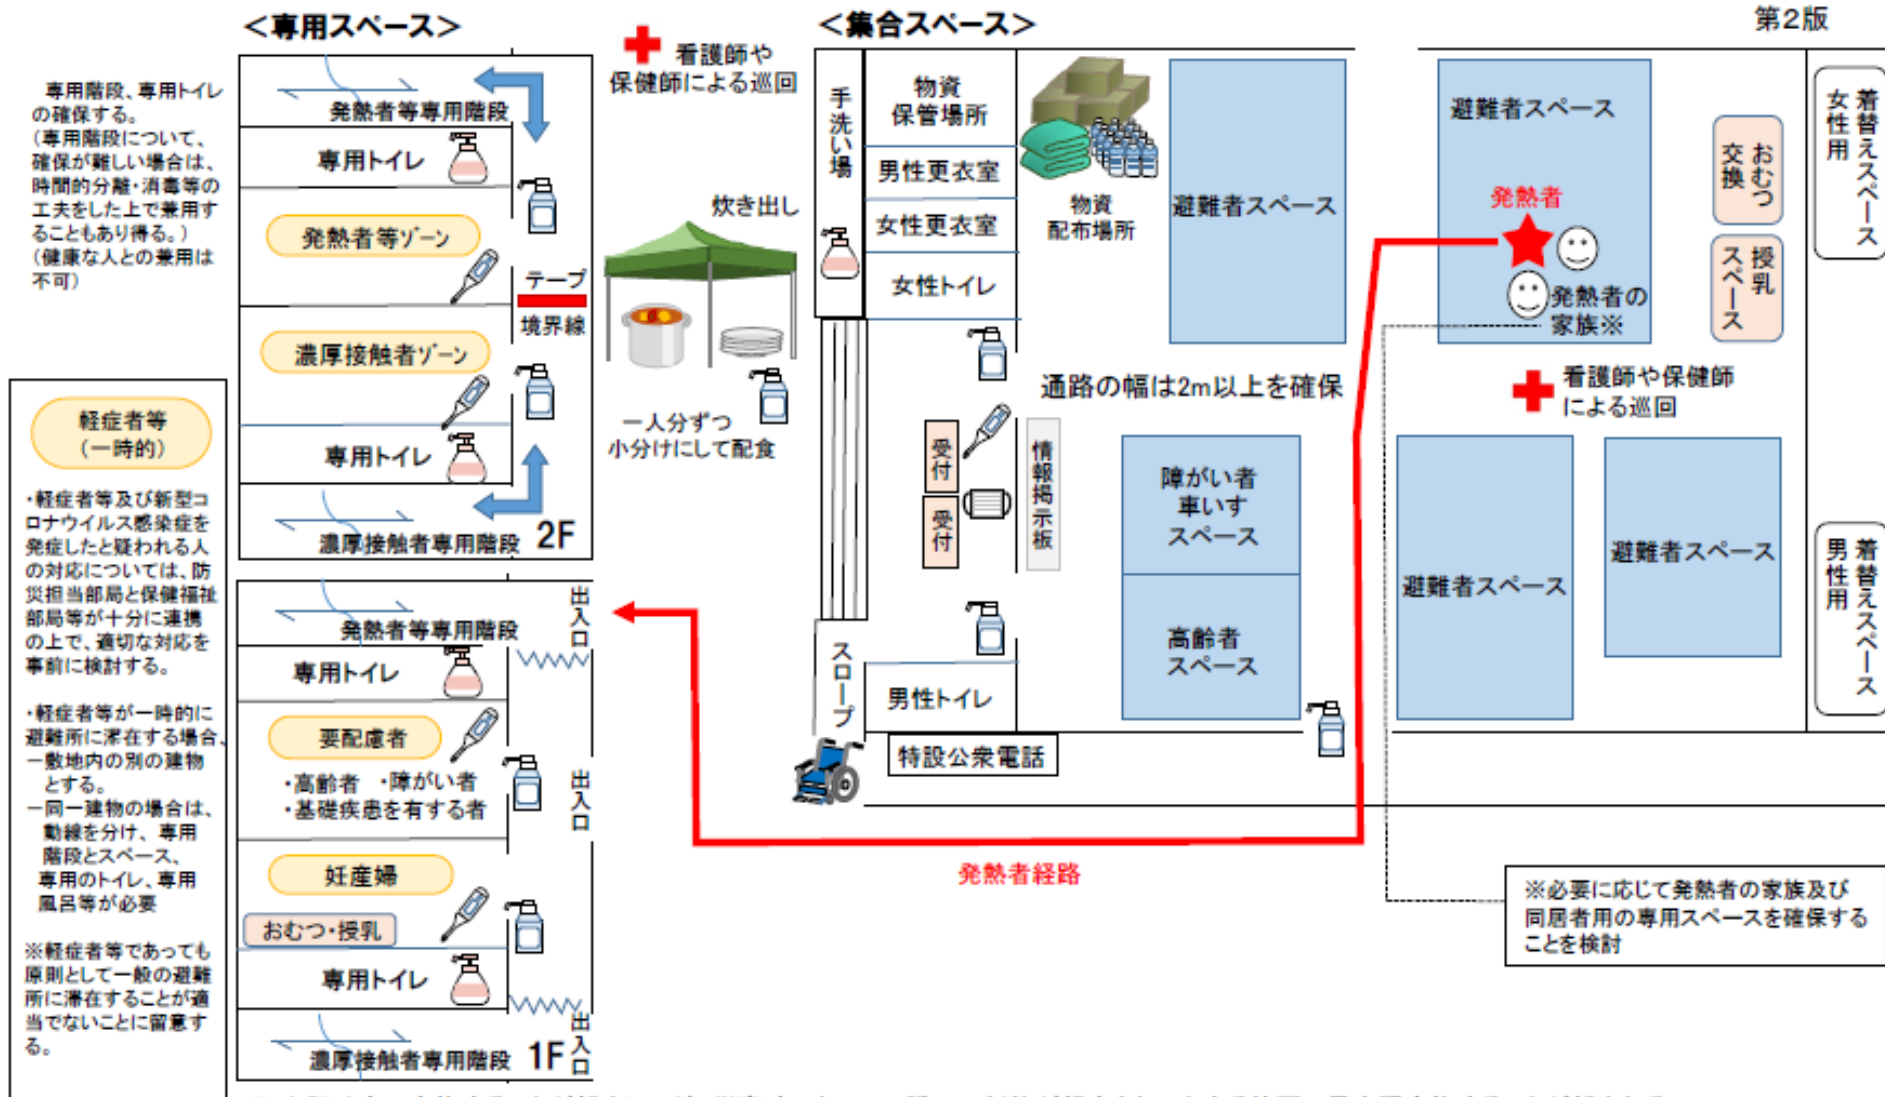 第2版
＜専用スペース＞
専用階段、専用トイレ
の確保する。
（専用階段について、
確保が難しい場合は、
時間的分離・消毒等の
工夫をした上で兼用す
ることもあり得る。）
（健康な人との兼用は
不可）
軽症者等
（一時的）
・軽症者等及び新型コ
ロナウイルス感染症を
発症したと疑われる人
の対応については、防
災担当部局と保健福祉
部局等が十分に連携
の上で、適切な対応を
事前に検討する。
・軽症者等が一時的に
避難所に滞在する場合、
－敷地内の別の建物
とする。
－同一建物の場合は、
動線を分け、専用
階段とスペース、
専用のトイレ、専用
風呂等が必要
※軽症者等であっても
原則として一般の避難
所に滞在することが適
当でないことに留意す
る。
発熱者等専用階段
専用トイレ
発熱者等ゾーン
テープ
境界線
濃厚接触者ゾーン
専用トイレ
濃厚接触者専用階段
2F
発熱者等専用階段
出入口
専用トイレ
要配慮者
・高齢者 ・障がい者
・基礎疾患を有する者
出入口
妊産婦
おむつ・授乳
専用トイレ
濃厚接触者専用階段
1F
出入口
看護師や
保健師による巡回
炊き出し
一人分ずつ
小分けにして配食
＜集合スペース＞
手洗い場
物資
保管場所
男性更衣室
女性更衣室
女性トイレ
物資
配布場所
避難者スペース
避難者スペース
発熱者
発熱者の
家族※
おむつ
交換
授乳
スペース
着替えスペース
女性用
通路の幅は2m以上を確保
看護師や保健師
による巡回
受付
受付
情報掲示板
障がい者
車いす
スペース
高齢者
スペース
避難者スペース
避難者スペース
着替えスペース
男性用
スロープ
男性トイレ
特設公衆電話
発熱者経路
※必要に応じて発熱者の家族及び
同居者用の専用スペースを確保する
ことを検討